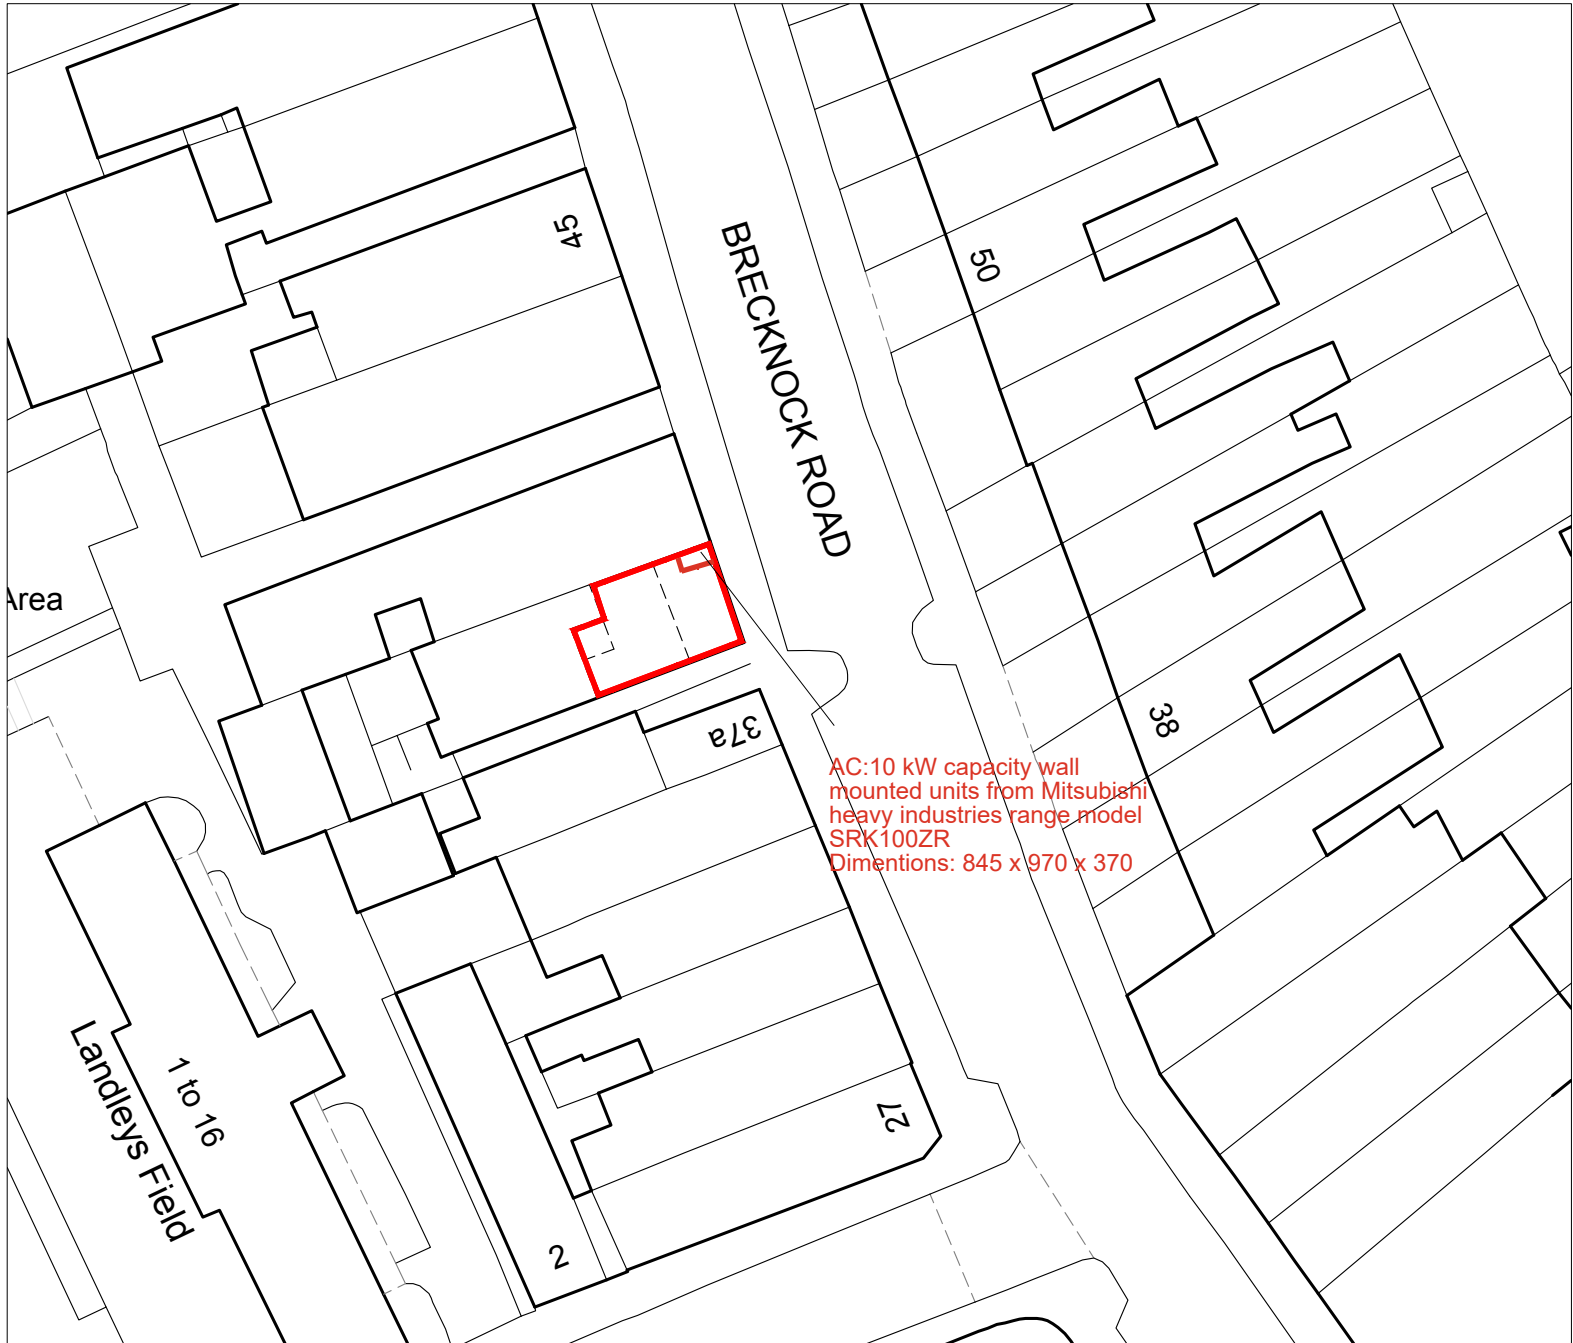 45
BRECKNOCK ROAD
50
Area
37a
38
AC:10 kW capacity wall
mounted units from Mitsubishi
heavy industries range model
SRK100ZR
Dimentions: 845 x 970 x 370
Landleys Field
1 to 16
27
2